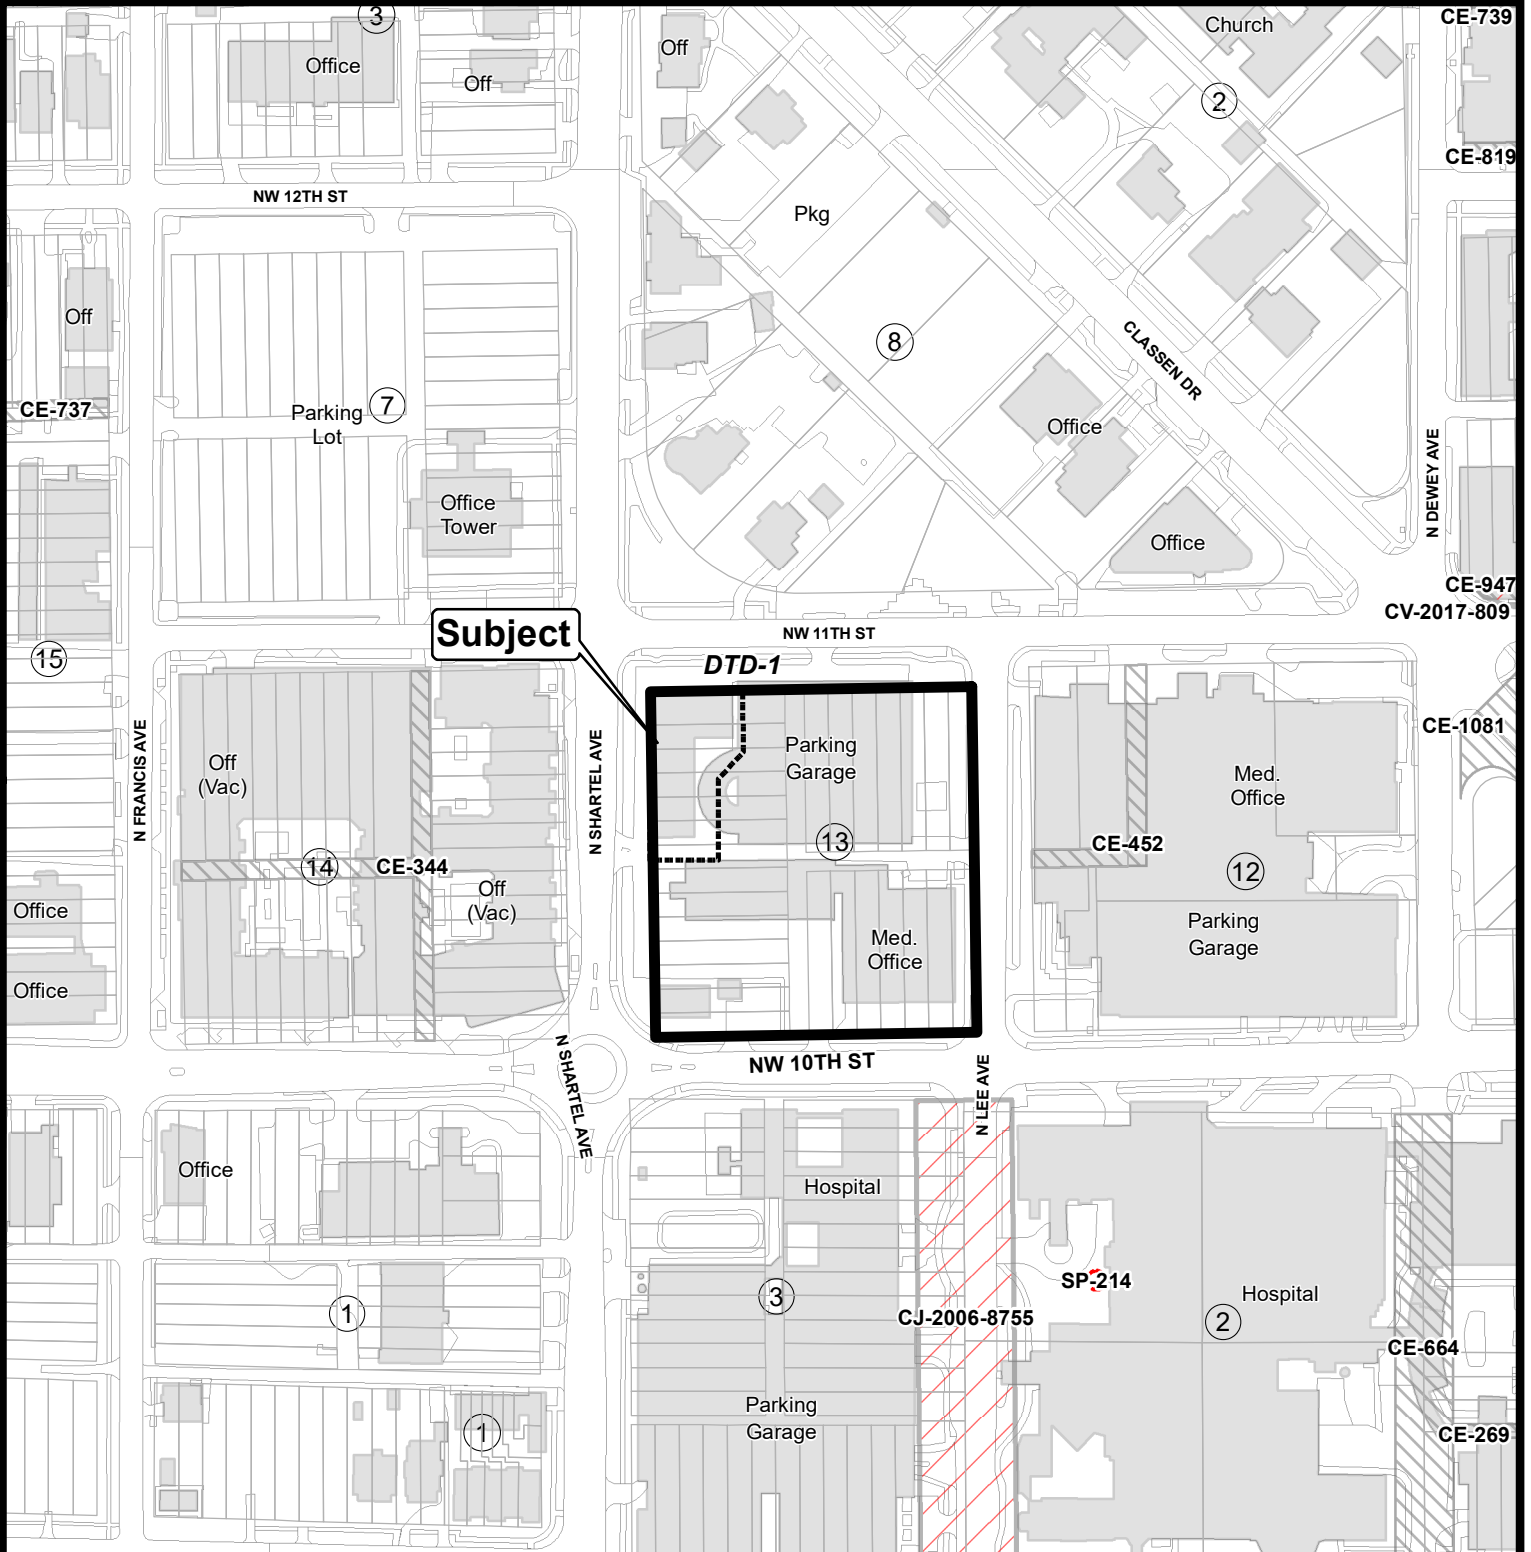 3
Office
Off
Off
Church
CE-739
2
CE-819
NW 12TH ST
Pkg
Off
CE-737
Parking
Lot
7
8
CLASSEN DR
Office
Office
Tower
Office
N DEWEY AVE
CE-947
CV-2017-809
Subject
NW 11TH ST
DTD-1
15
N FRANCIS AVE
Off
(Vac)
N SHARTEL AVE
Parking
Garage
Med.
Office
CE-1081
13
CE-452
14
CE-344
12
Off
(Vac)
Office
Parking
Garage
Med.
Office
Office
N SHARTEL AVE
NW 10TH ST
N LEE AVE
Office
Hospital
SP-214
Hospital
3
1
CJ-2006-8755
2
CE-664
Parking
Garage
1
CE-269